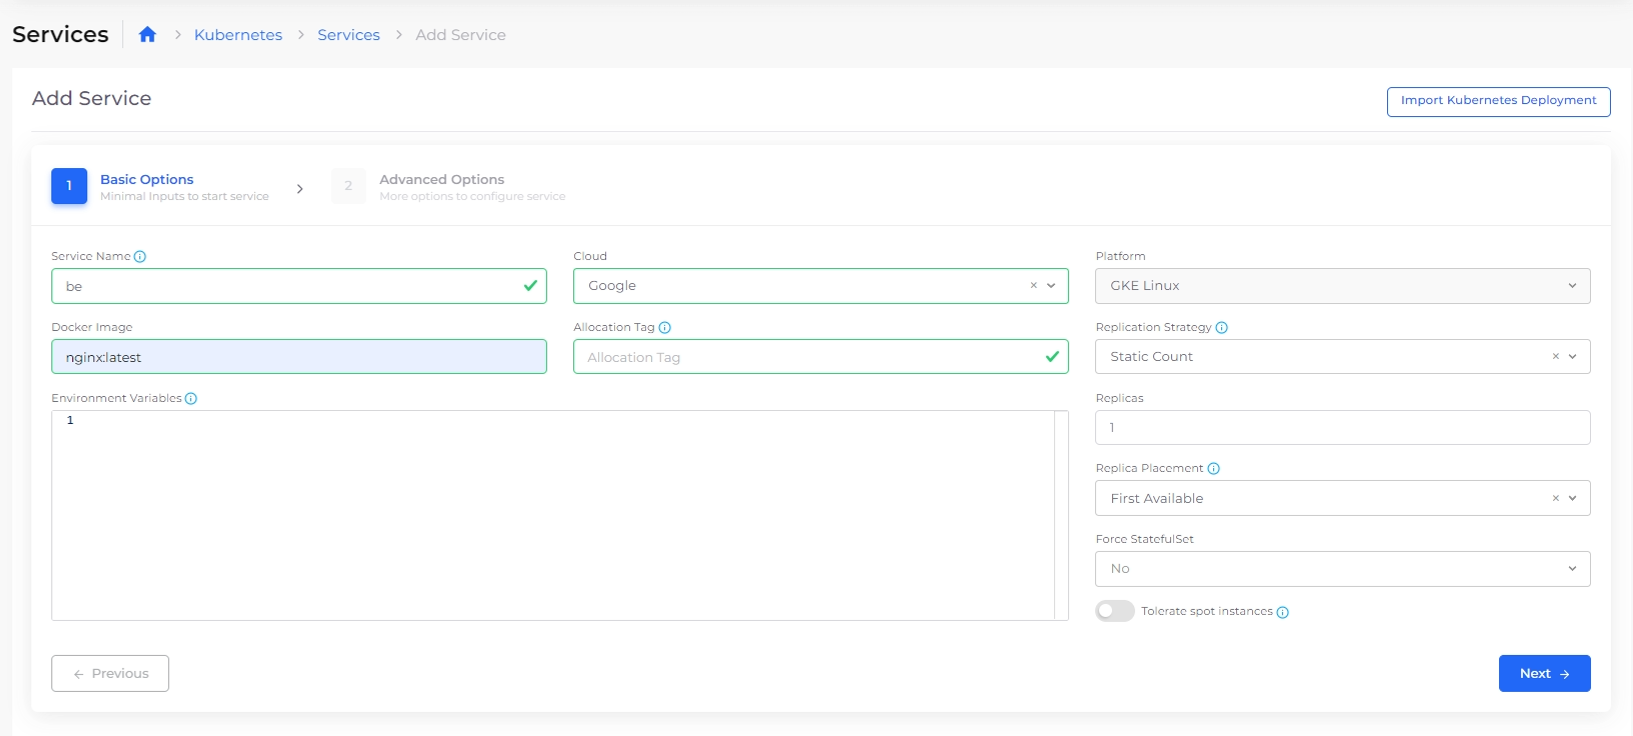 Services > Kubernetes > Services > Add Service
Add Service
Import Kubernetes Deployment
1 Basic Options
Minimal Inputs to start service
2 Advanced Options
More options to configure service
Service Name
be
Cloud
Google
Platform
GKE Linux
Docker Image
nginx:latest
Allocation Tag
Allocation Tag
Replication Strategy
Static Count
Environment Variables
1
Replicas
1
Replica Placement
First Available
Force StatefulSet
No
Tolerate spot instances
← Previous
Next →